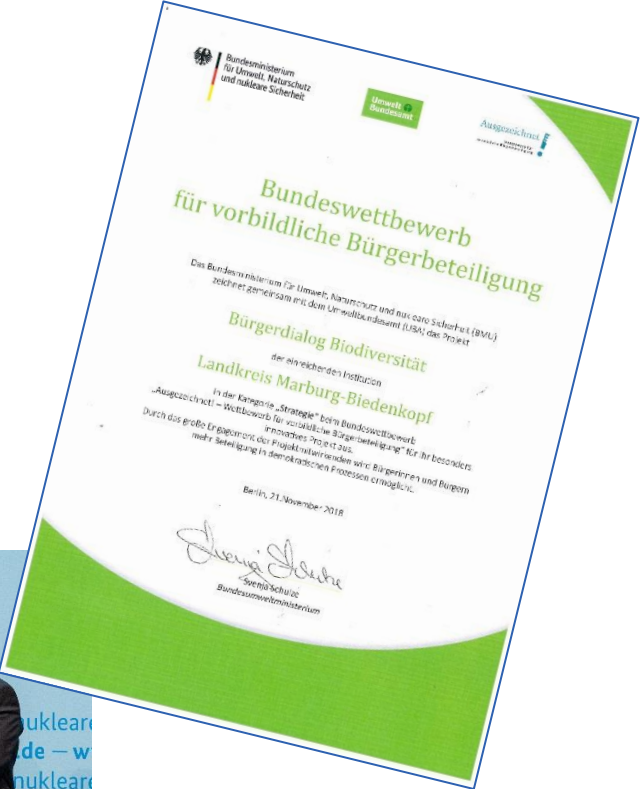 Bundesministerium
für Umwelt, Naturschutz
und nukleare Sicherheit
Umwelt
Bundesamt
Ausgezeichnet
Bundeswettbewerb
für vorbildliche Bürgerbeteiligung
Das Bundesministerium für Umwelt, Naturschutz und nukleare Sicherheit (BMU)
zeichnet gemeinsam mit dem Umweltbundesamt (UBA) das Projekt
Bürgerdialog Biodiversität
der einreichenden Institution
Landkreis Marburg-Biedenkopf
in der Kategorie „Strategie" beim Bundeswettbewerb
„Ausgezeichnet! – Wettbewerb für vorbildliche Bürgerbeteiligung" für ihr besonders
innovatives Projekt aus.
Durch das große Engagement der Projektmitwirkenden wird Bürgerinnen und Bürgern
mehr Beteiligung in demokratischen Prozessen ermöglicht.
Berlin, 21. November 2018
Svenja Schulze
Svenja Schulze
Bundesumweltministerium
nukleare
.de — w
nukleare